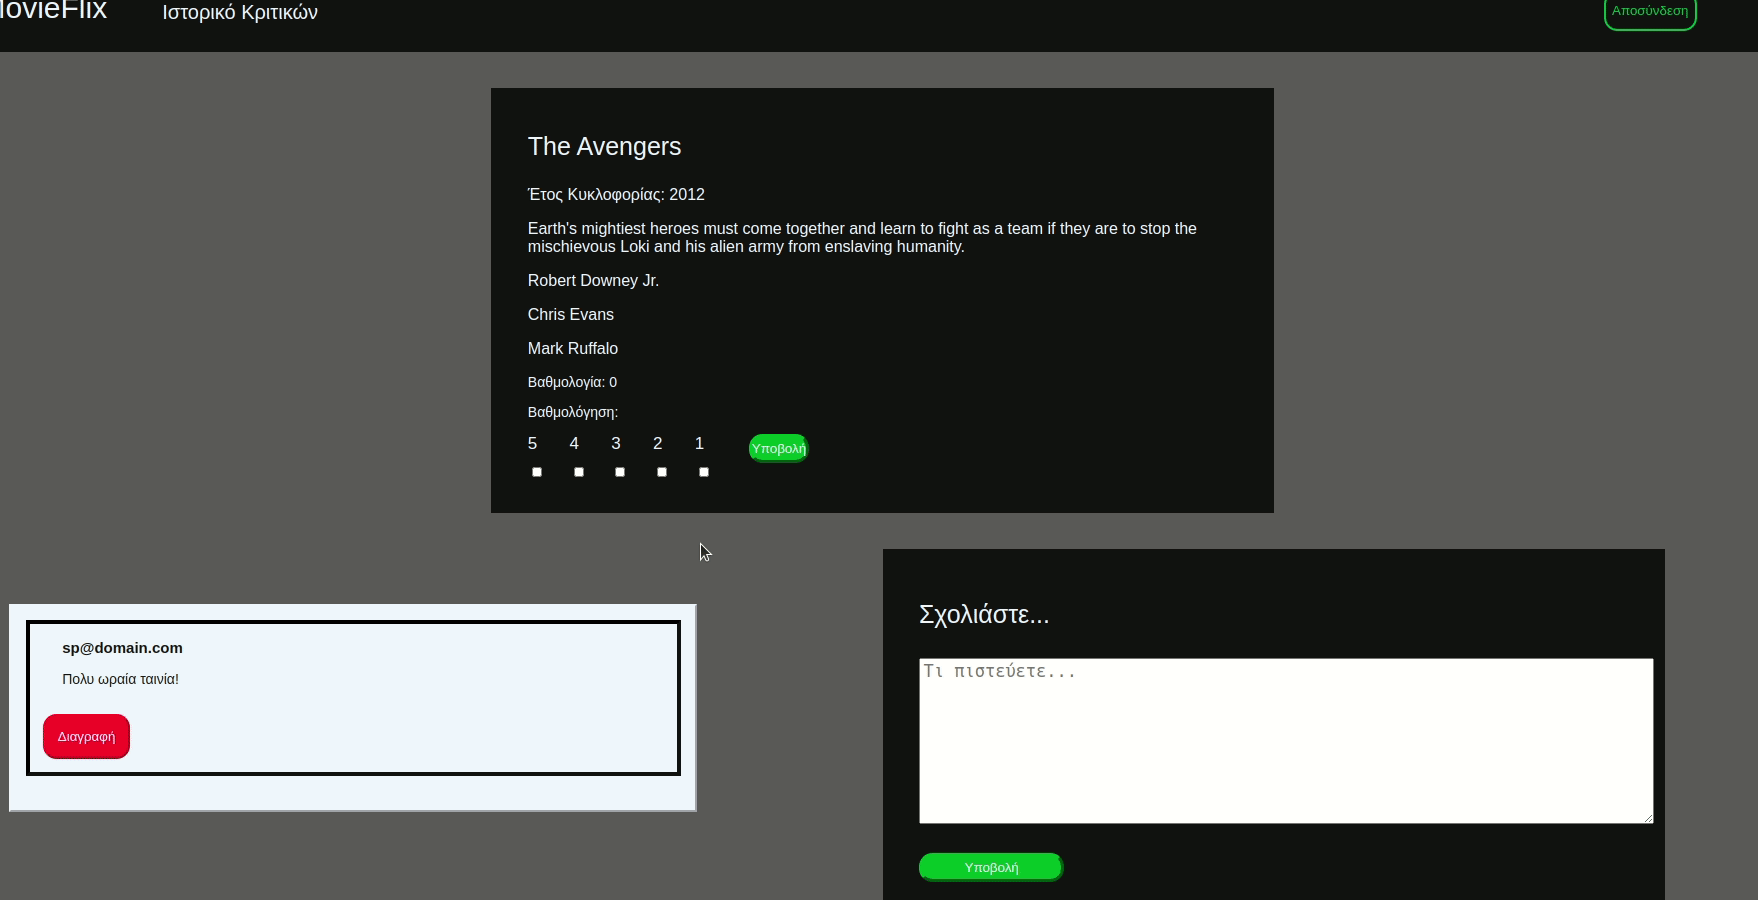 MovieFlix
Ιστορικό Κριτικών
Αποσύνδεση
The Avengers
Έτος Κυκλοφορίας: 2012
Earth's mightiest heroes must come together and learn to fight as a team if they are to stop the
mischievous Loki and his alien army from enslaving humanity.
Robert Downey Jr.
Chris Evans
Mark Ruffalo
Βαθμολογία: 0
Βαθμολόγηση:
5 4 3 2 1 Υποβολή
sp@domain.com
Πολυ ωραία ταινία!
Διαγραφή
Σχολιάστε...
Τι πιστεύετε...
Υποβολή